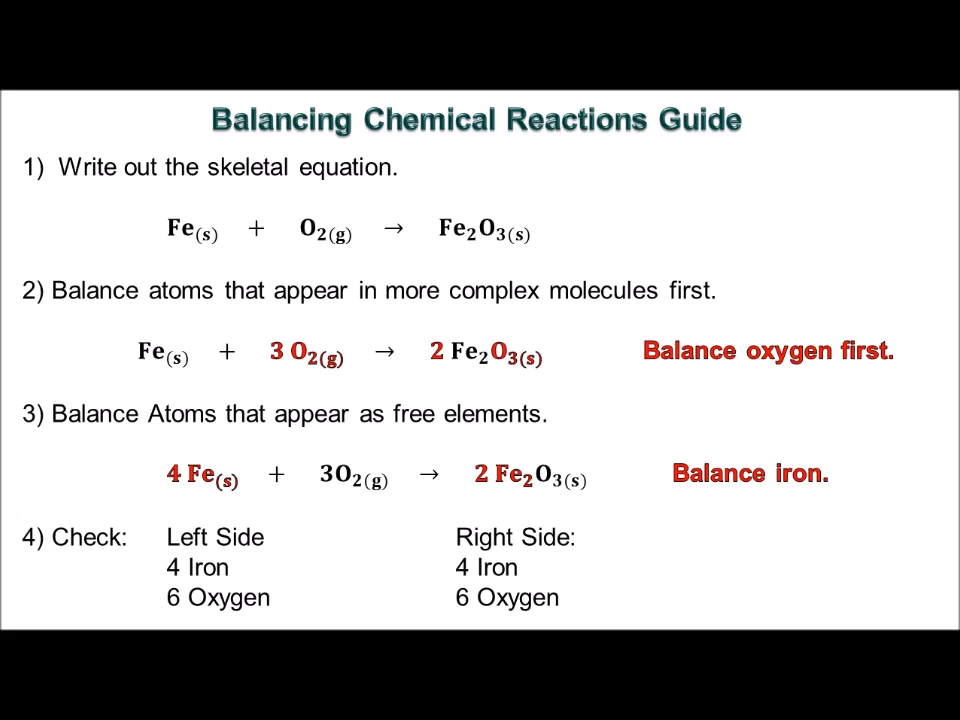 Balancing Chemical Reactions Guide
1) Write out the skeletal equation.
Fe(s) + O2(g) → Fe2O3(s)
2) Balance atoms that appear in more complex molecules first.
Fe(s) + 3 O2(g) → 2 Fe2O3(s) Balance oxygen first.
3) Balance Atoms that appear as free elements.
4 Fe(s) + 3O2(g) → 2 Fe2O3(s) Balance iron.
4) Check: Left Side Right Side:
4 Iron 4 Iron
6 Oxygen 6 Oxygen